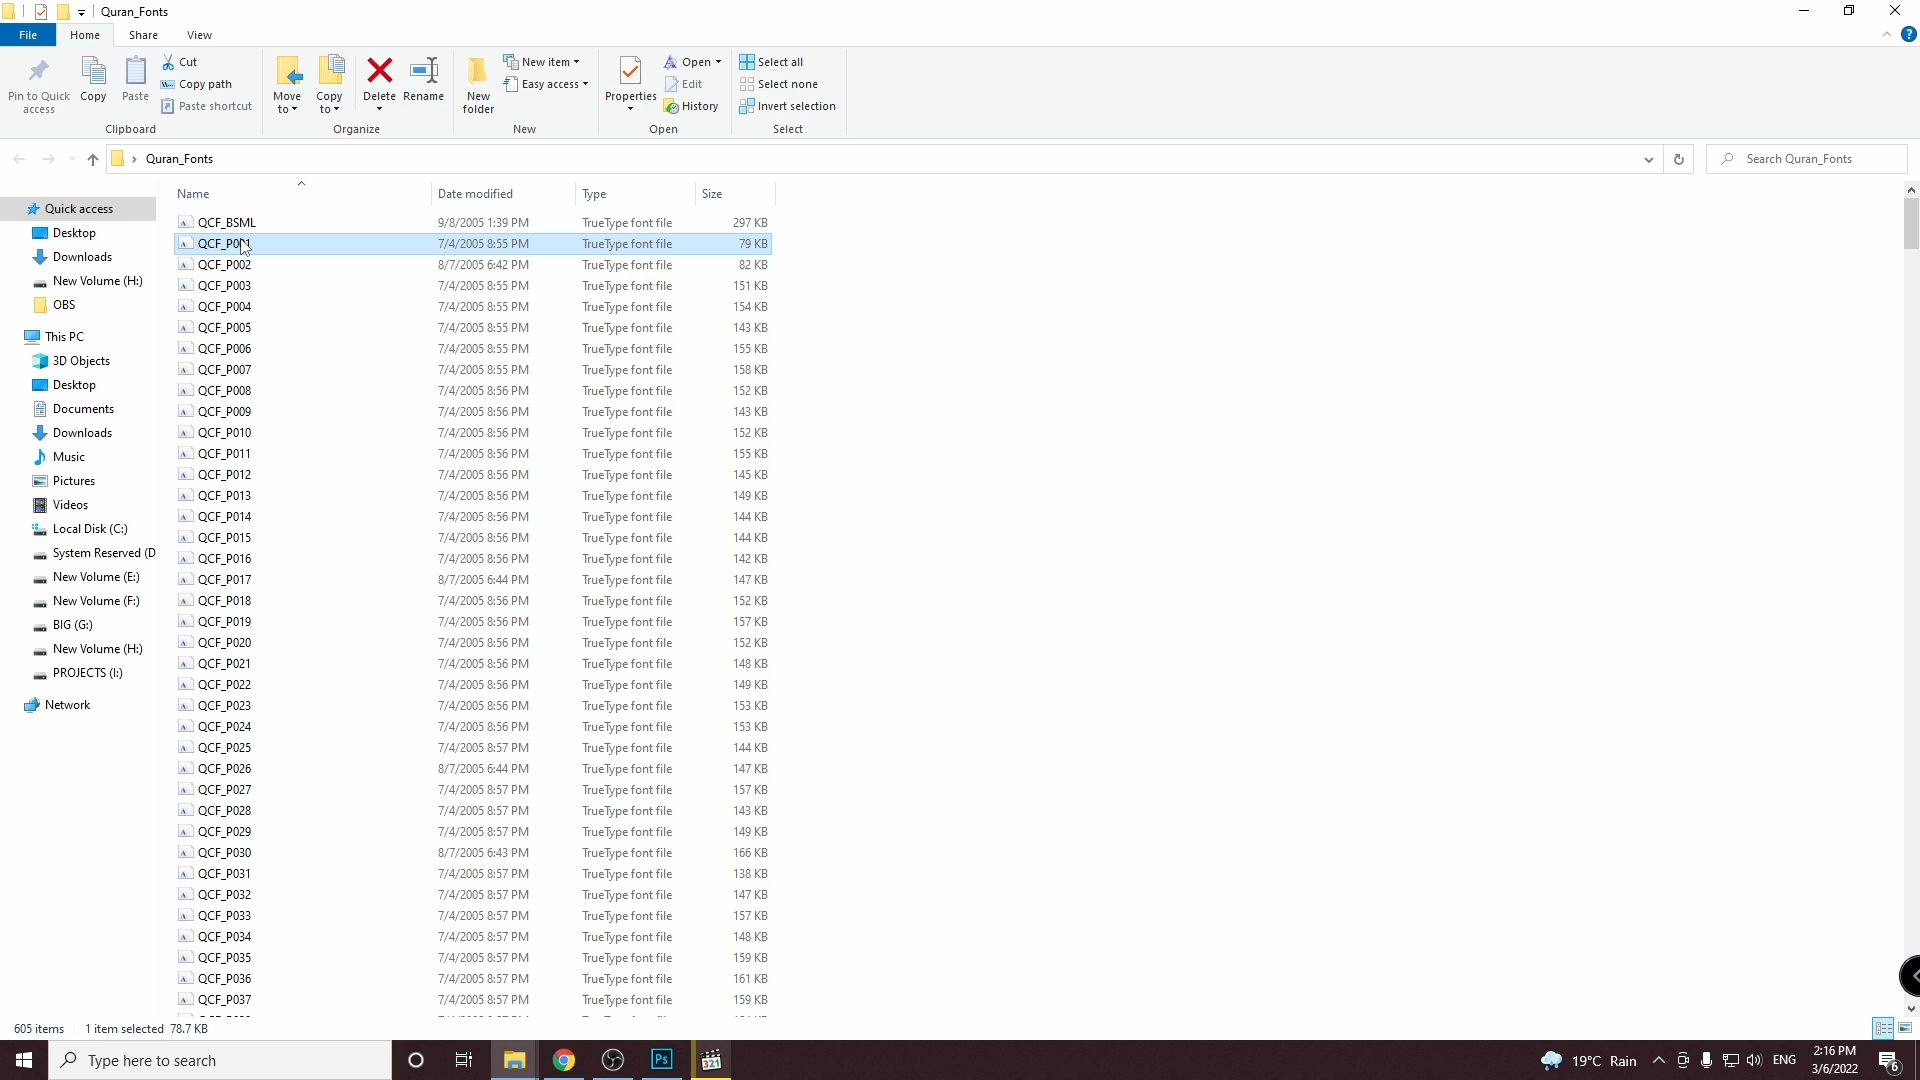 Quran_Fonts
File Home Share View
Pin to Quick access
Copy
Paste
Cut
Copy path
Paste shortcut
Clipboard
Move to
Copy to
Delete
Rename
Organize
New folder
New item
Easy access
New
Properties
Open
Edit
History
Open
Select all
Select none
Invert selection
Select
Quran_Fonts
Search Quran_Fonts
Quick access
Desktop
Downloads
New Volume (H:)
OBS
This PC
3D Objects
Desktop
Documents
Downloads
Music
Pictures
Videos
Local Disk (C:)
System Reserved (D
New Volume (E:)
New Volume (F:)
BIG (G:)
New Volume (H:)
PROJECTS (I:)
Network
Name Date modified Type Size
QCF_BSML 9/8/2005 1:39 PM TrueType font file 297 KB
QCF_P001 7/4/2005 8:55 PM TrueType font file 79 KB
QCF_P002 8/7/2005 6:42 PM TrueType font file 82 KB
QCF_P003 7/4/2005 8:55 PM TrueType font file 151 KB
QCF_P004 7/4/2005 8:55 PM TrueType font file 154 KB
QCF_P005 7/4/2005 8:55 PM TrueType font file 143 KB
QCF_P006 7/4/2005 8:55 PM TrueType font file 155 KB
QCF_P007 7/4/2005 8:55 PM TrueType font file 158 KB
QCF_P008 7/4/2005 8:56 PM TrueType font file 152 KB
QCF_P009 7/4/2005 8:56 PM TrueType font file 143 KB
QCF_P010 7/4/2005 8:56 PM TrueType font file 152 KB
QCF_P011 7/4/2005 8:56 PM TrueType font file 155 KB
QCF_P012 7/4/2005 8:56 PM TrueType font file 145 KB
QCF_P013 7/4/2005 8:56 PM TrueType font file 149 KB
QCF_P014 7/4/2005 8:56 PM TrueType font file 144 KB
QCF_P015 7/4/2005 8:56 PM TrueType font file 144 KB
QCF_P016 7/4/2005 8:56 PM TrueType font file 142 KB
QCF_P017 8/7/2005 6:44 PM TrueType font file 147 KB
QCF_P018 7/4/2005 8:56 PM TrueType font file 152 KB
QCF_P019 7/4/2005 8:56 PM TrueType font file 157 KB
QCF_P020 7/4/2005 8:56 PM TrueType font file 152 KB
QCF_P021 7/4/2005 8:56 PM TrueType font file 148 KB
QCF_P022 7/4/2005 8:56 PM TrueType font file 149 KB
QCF_P023 7/4/2005 8:56 PM TrueType font file 153 KB
QCF_P024 7/4/2005 8:56 PM TrueType font file 153 KB
QCF_P025 7/4/2005 8:57 PM TrueType font file 144 KB
QCF_P026 8/7/2005 6:44 PM TrueType font file 147 KB
QCF_P027 7/4/2005 8:57 PM TrueType font file 157 KB
QCF_P028 7/4/2005 8:57 PM TrueType font file 143 KB
QCF_P029 7/4/2005 8:57 PM TrueType font file 149 KB
QCF_P030 8/7/2005 6:43 PM TrueType font file 166 KB
QCF_P031 7/4/2005 8:57 PM TrueType font file 138 KB
QCF_P032 7/4/2005 8:57 PM TrueType font file 147 KB
QCF_P033 7/4/2005 8:57 PM TrueType font file 157 KB
QCF_P034 7/4/2005 8:57 PM TrueType font file 148 KB
QCF_P035 7/4/2005 8:57 PM TrueType font file 159 KB
QCF_P036 7/4/2005 8:57 PM TrueType font file 161 KB
QCF_P037 7/4/2005 8:57 PM TrueType font file 159 KB
605 items 1 item selected 78.7 KB
Type here to search
Ps
321
19°C Rain
ENG
2:16 PM
3/6/2022
6